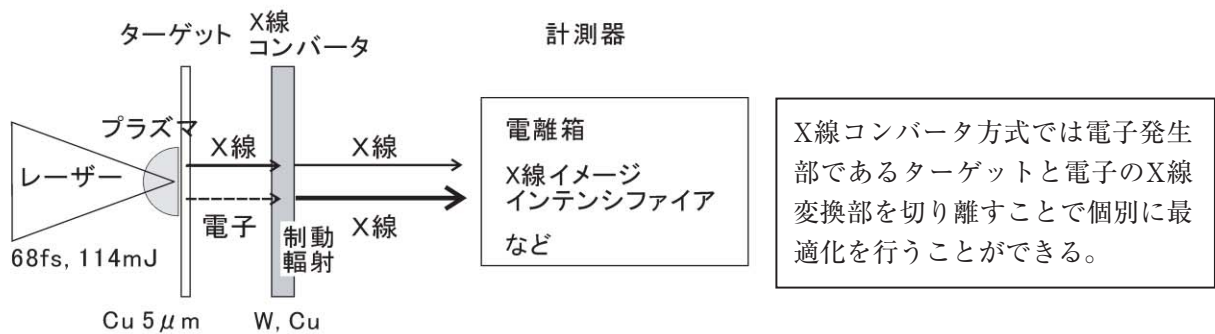 ターゲット
X線
コンバータ
計測器
プラズマ
レーザー
X線
電子
X線
X線
制動
輻射
68fs, 114mJ
Cu 5μm
W, Cu
電離箱
X線イメージ
インテンシファイア
など
X線コンバータ方式では電子発生
部であるターゲットと電子のX線
変換部を切り離すことで個別に最
適化を行うことができる。